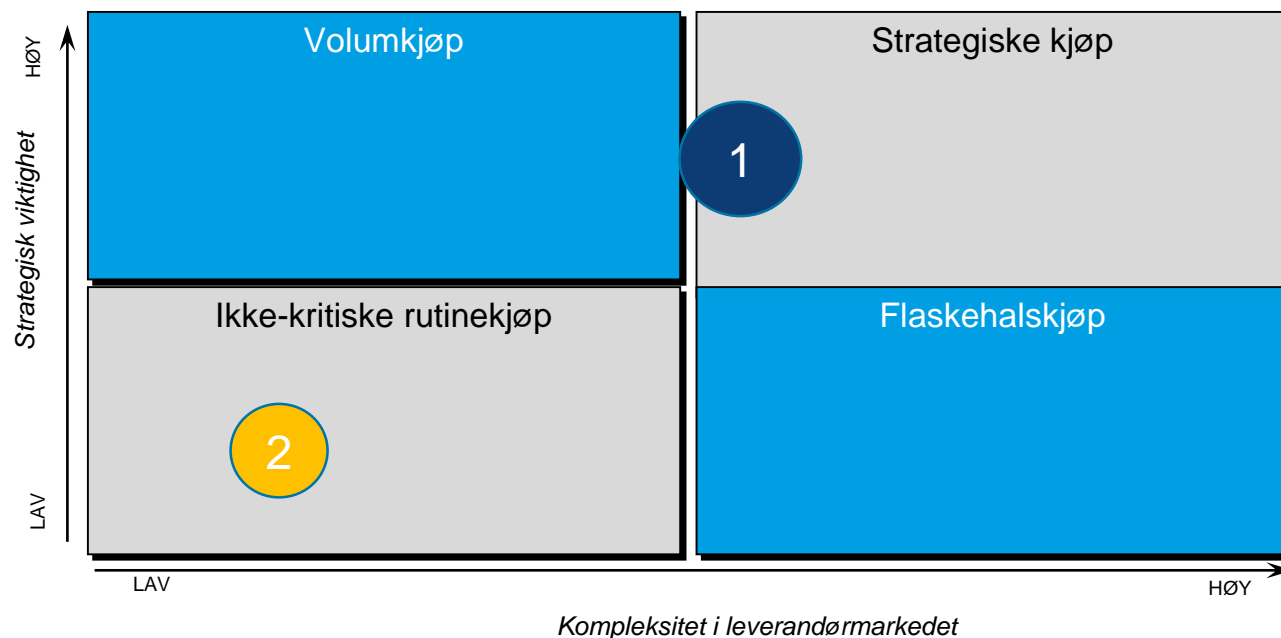 HØY
Strategisk viktighet
LAV
Volumkjøp
Strategiske kjøp
1
Ikke-kritiske rutinekjøp
Flaskehalskjøp
2
LAV
HØY
Kompleksitet i leverandørmarkedet